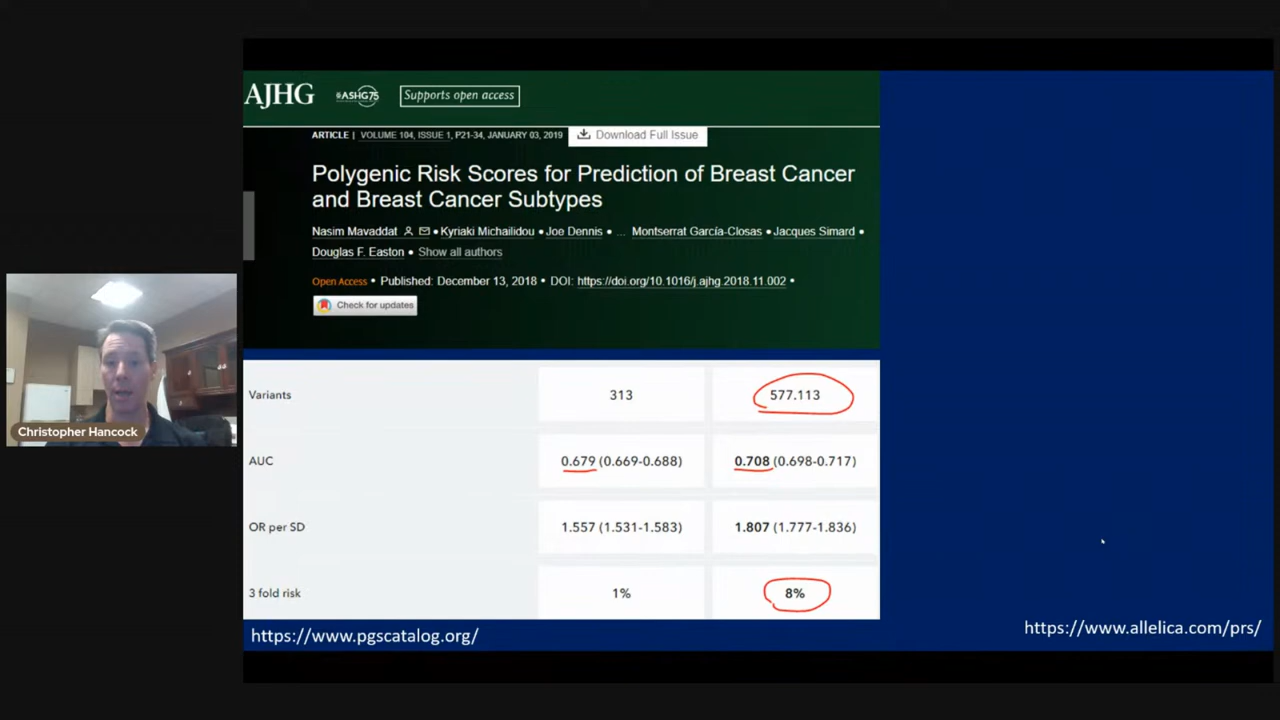 AJHG @ASHG75 Supports open access
ARTICLE | VOLUME 104, ISSUE 1, P21-34, JANUARY 03, 2019 Download Full Issue
Polygenic Risk Scores for Prediction of Breast Cancer
and Breast Cancer Subtypes
Nasim Mavaddat • Kyriaki Michailidou • Joe Dennis • ... Montserrat García-Closas • Jacques Simard •
Douglas F. Easton • Show all authors
Open Access • Published: December 13, 2018 • DOI: https://doi.org/10.1016/j.ajhg.2018.11.002 •
Check for updates
Christopher Hancock
Variants 313 577.113
AUC 0.679 (0.669-0.688) 0.708 (0.698-0.717)
OR per SD 1.557 (1.531-1.583) 1.807 (1.777-1.836)
3 fold risk 1% 8%
https://www.pgscatalog.org/ https://www.allelica.com/prs/